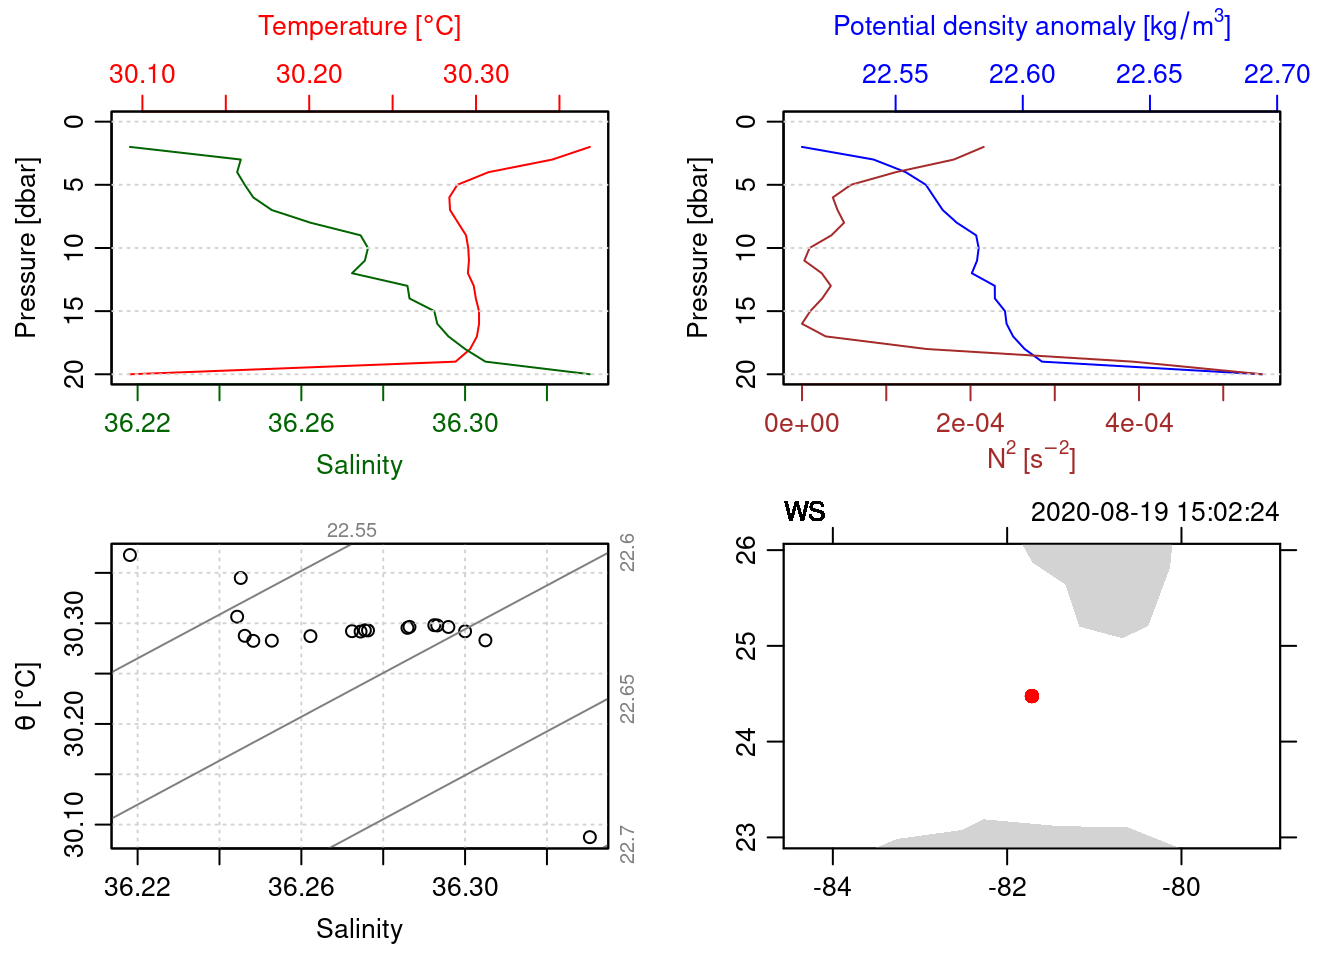 Temperature [°C]
30.10 30.20 30.30
0
5
10
15
20
Pressure [dbar]
36.22 36.26 36.30
Salinity
Potential density anomaly [kg/m³]
22.55 22.60 22.65 22.70
0
5
10
15
20
Pressure [dbar]
0e+00 2e-04 4e-04
N² [s⁻²]
22.55
22.6
22.65
22.7
30.30
30.20
30.10
θ [°C]
36.22 36.26 36.30
Salinity
WS 2020-08-19 15:02:24
26
25
24
23
-84 -82 -80